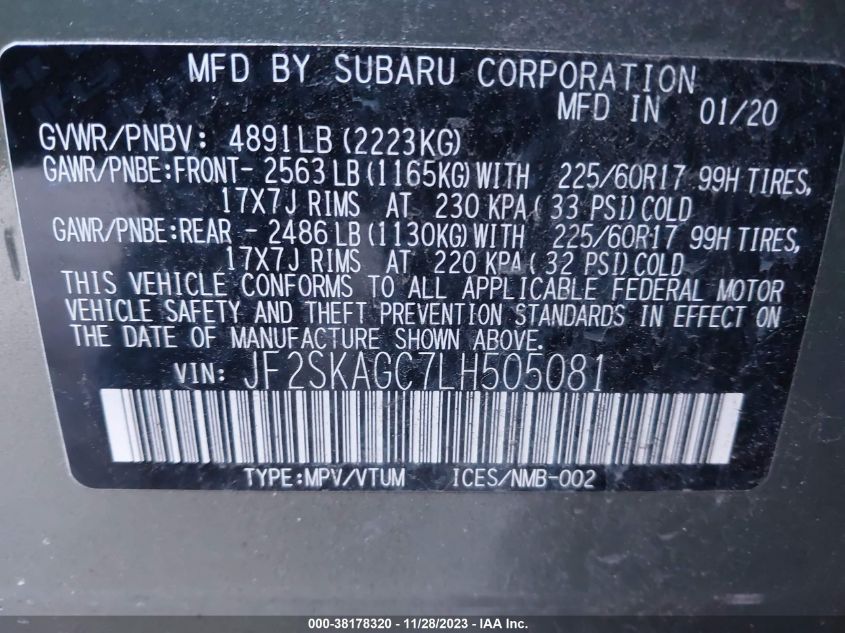 MFD BY SUBARU CORPORATION
MFD IN 01/20
GVWR/PNBV: 4891LB (2223KG)
GAWR/PNBE:FRONT- 2563 LB (1165KG) WITH 225/60R17 99H TIRES,
17X7J RIMS AT 230 KPA ( 33 PSI) COLD
GAWR/PNBE:REAR - 2486 LB (1130KG) WITH 225/60R17 99H TIRES,
17X7J RIMS AT 220 KPA ( 32 PSI) COLD
THIS VEHICLE CONFORMS TO ALL APPLICABLE FEDERAL MOTOR
VEHICLE SAFETY AND THEFT PREVENTION STANDARDS IN EFFECT ON
THE DATE OF MANUFACTURE SHOWN ABOVE.
VIN: JF2SKAGC7LH505081
TYPE:MPV/VTUM ICES/NMB-002
000-38178320 - 11/28/2023 - IAA Inc.